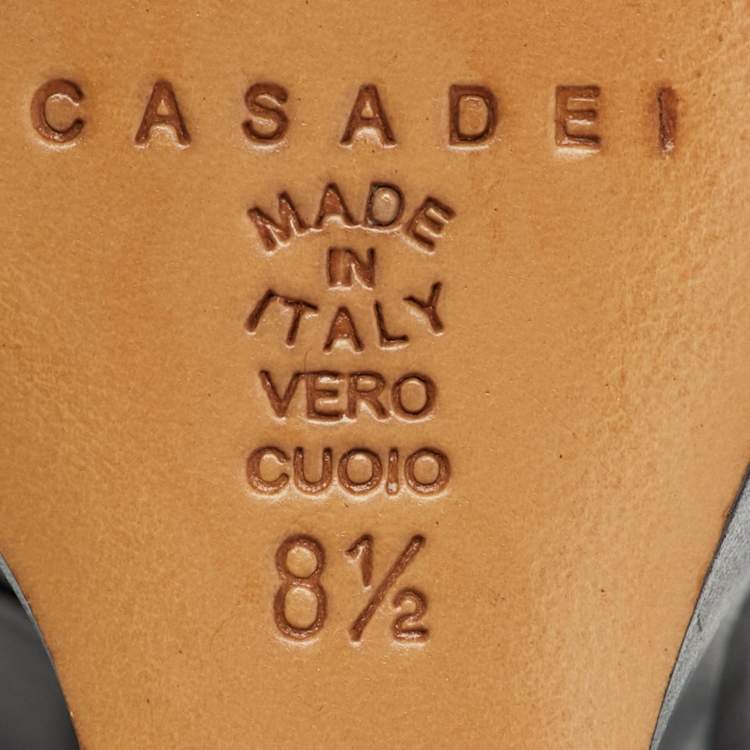 CASADEI
MADE
IN
ITALY
VERO
CUOIO
8½